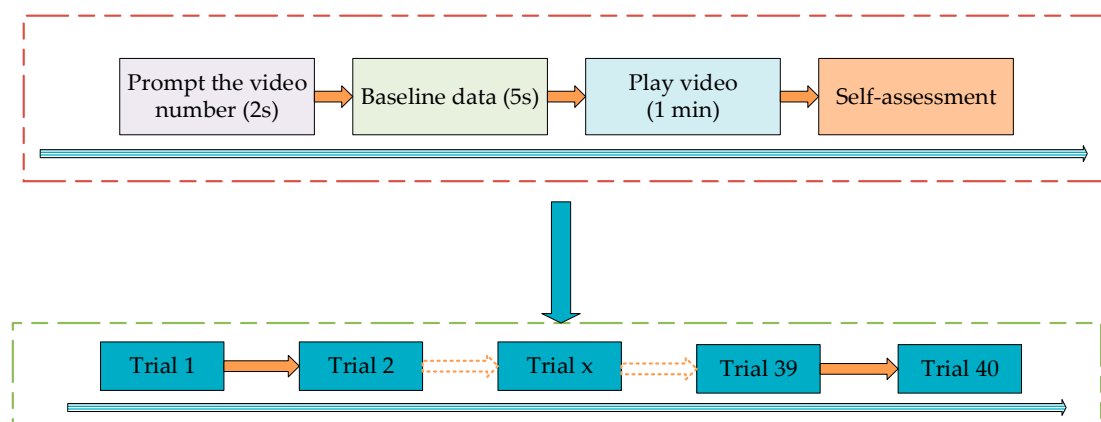 Prompt the video
number (2s)
Baseline data (5s)
Play video
(1 min)
Self-assessment
Trial 1
Trial 2
Trial x
Trial 39
Trial 40